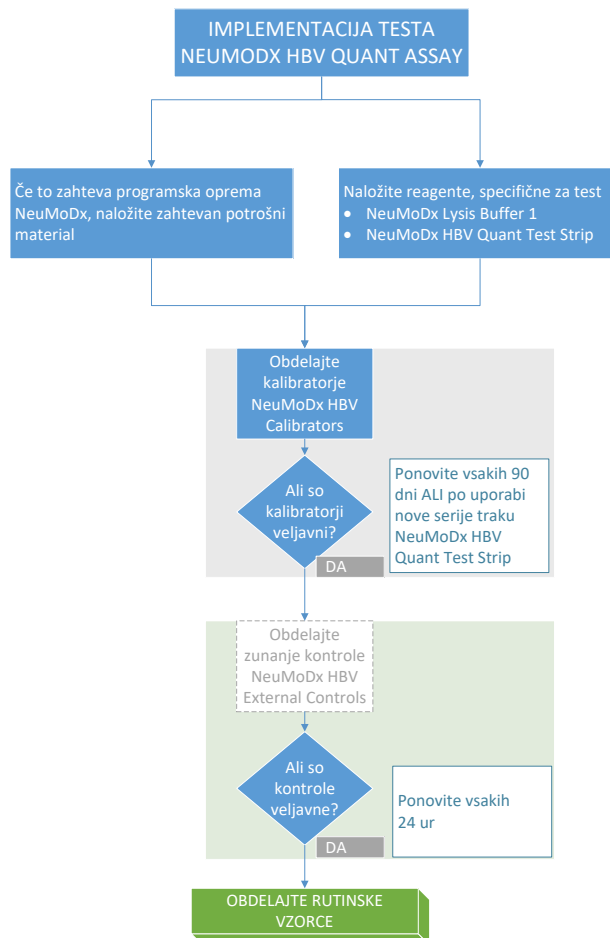 IMPLEMENTACIJA TESTA
NEUMODX HBV QUANT ASSAY
Če to zahteva programska oprema
NeuMoDx, naložite zahtevan potrošni
material
Naložite reagente, specifične za test
• NeuMoDx Lysis Buffer 1
• NeuMoDx HBV Quant Test Strip
Obdelajte
kalibratorje
NeuMoDx HBV
Calibrators
Ali so
kalibratorji
veljavni?
DA
Ponovite vsakih 90
dni ALI po uporabi
nove serije traku
NeuMoDx HBV
Quant Test Strip
Obdelajte
zunanje kontrole
NeuMoDx HBV
External Controls
Ali so
kontrole
veljavne?
DA
Ponovite vsakih
24 ur
OBDELAJTE RUTINSKE
VZORCE